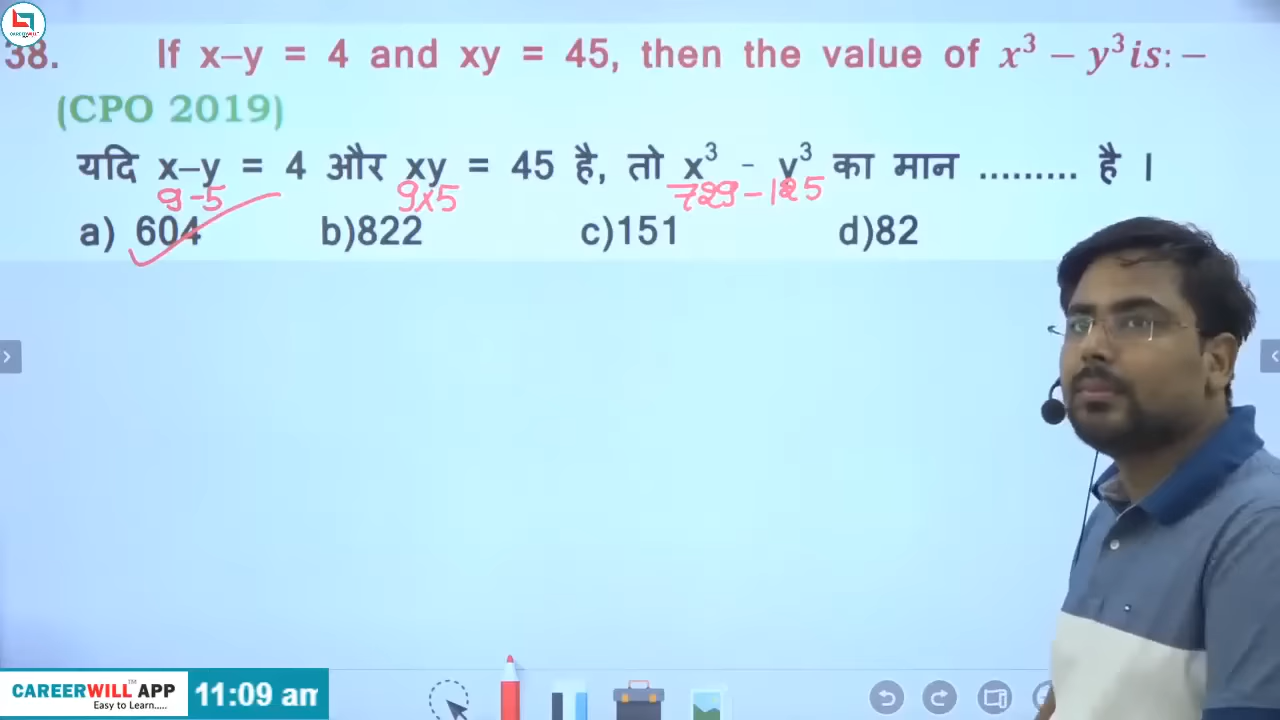 CAREERWILL
38. If x–y = 4 and xy = 45, then the value of x³ − y³ is: −
(CPO 2019)
यदि x–y = 4 और xy = 45 है, तो x³ - y³ का मान ......... है ।
9-5 9x5 729-125
a) 604 b)822 c)151 d)82
CAREERWILL™ APP 11:09 am
Easy to Learn.....